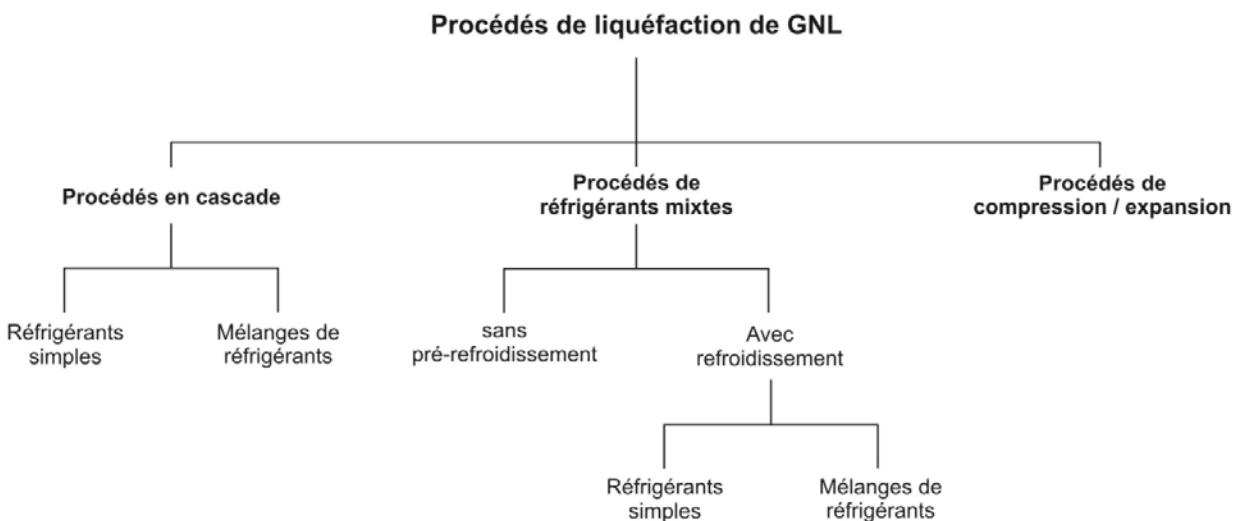 Procédés de liquéfaction de GNL
Procédés en cascade
Procédés de
réfrigérants mixtes
Procédés de
compression / expansion
Réfrigérants
simples
Mélanges de
réfrigérants
sans
pré-refroidissement
Avec
refroidissement
Réfrigérants
simples
Mélanges de
réfrigérants